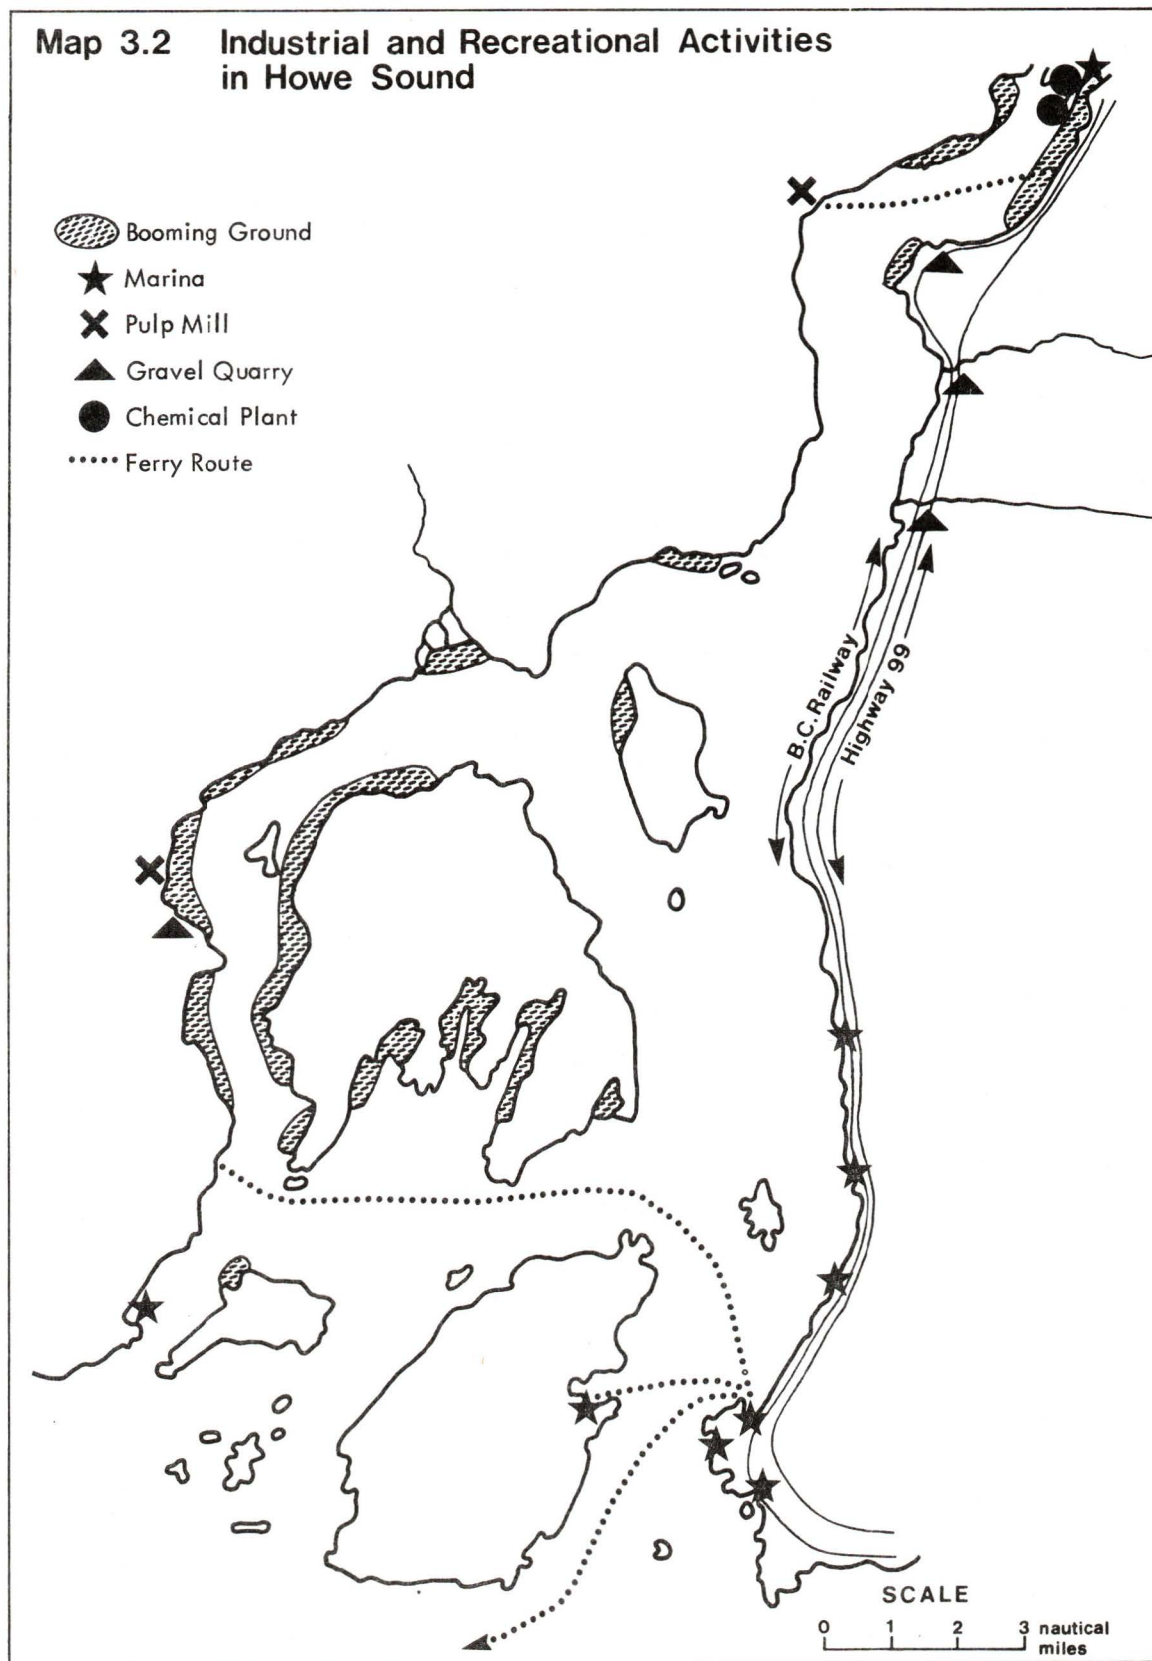 Map 3.2 Industrial and Recreational Activities
in Howe Sound
Booming Ground
Marina
Pulp Mill
Gravel Quarry
Chemical Plant
Ferry Route
B.C. Railway
Highway 99
SCALE
0 1 2 3 nautical
miles